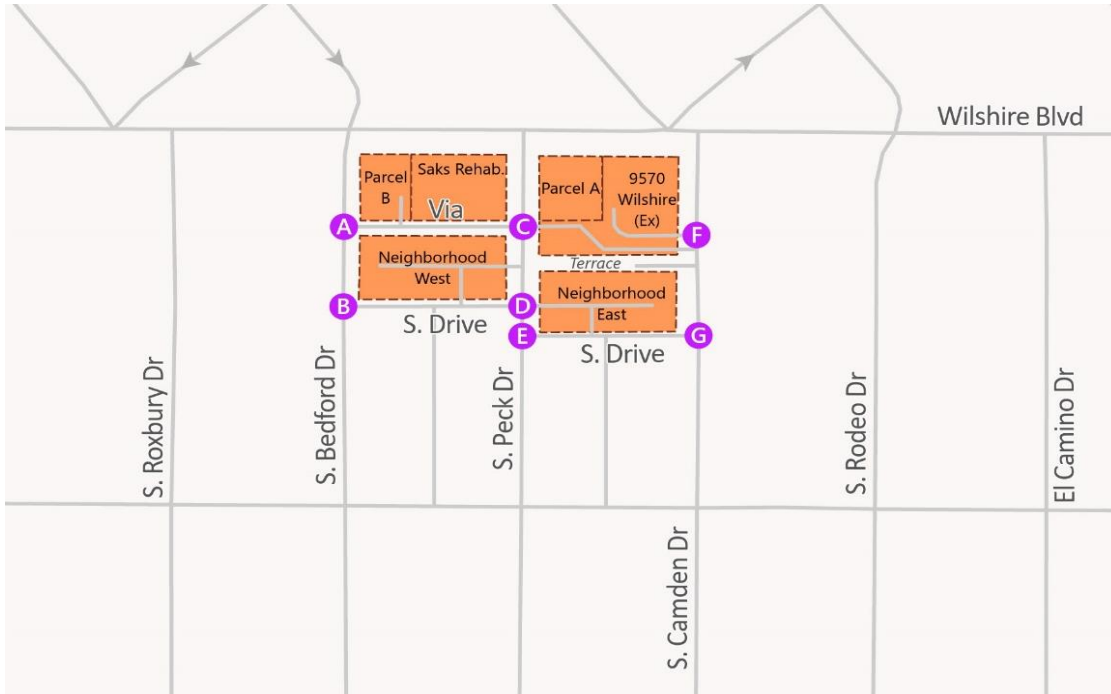 Wilshire Blvd
Parcel
B
Saks Rehab.
Via
Parcel A
9570
Wilshire
(Ex)
A
C
F
Neighborhood
West
Terrace
Neighborhood
East
B
D
S. Drive
E
G
S. Drive
S. Roxbury Dr
S. Bedford Dr
S. Peck Dr
S. Camden Dr
S. Rodeo Dr
El Camino Dr